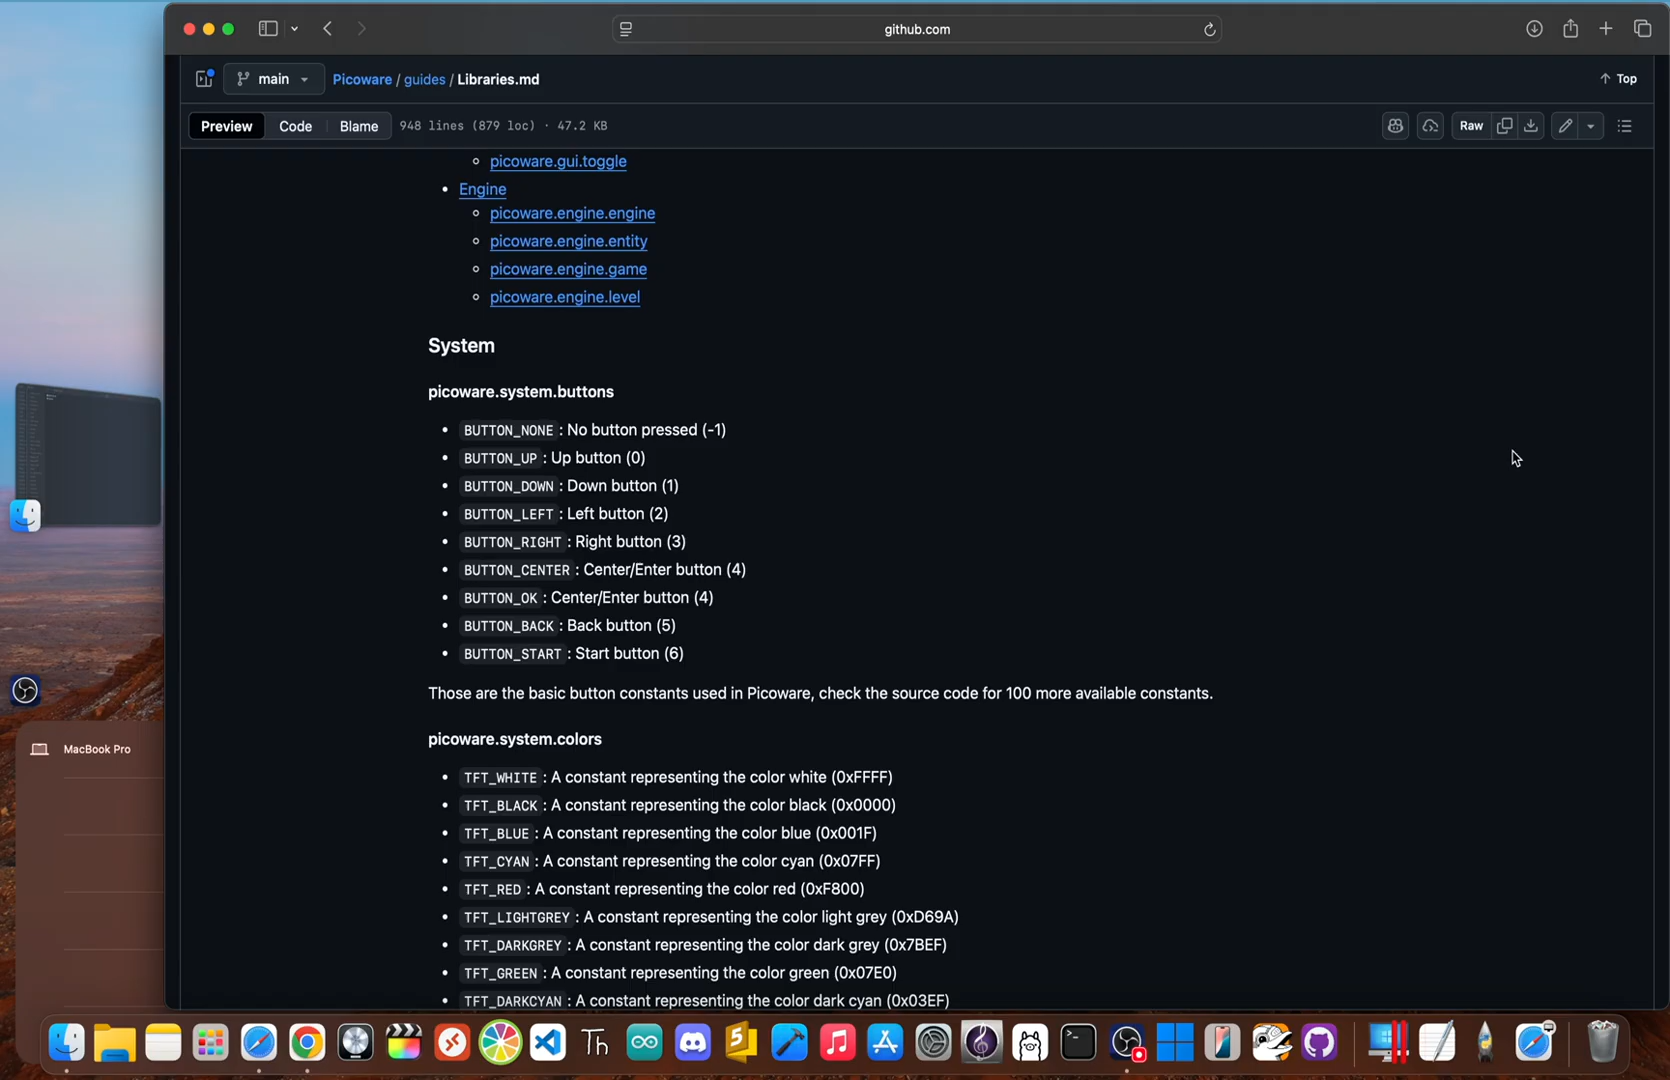 github.com
main
Picoware / guides / Libraries.md
Top
Preview
Code
Blame
948 lines (879 loc) · 47.2 KB
Raw
picoware.gui.toggle
Engine
picoware.engine.engine
picoware.engine.entity
picoware.engine.game
picoware.engine.level
System
picoware.system.buttons
BUTTON_NONE : No button pressed (-1)
BUTTON_UP : Up button (0)
BUTTON_DOWN : Down button (1)
BUTTON_LEFT : Left button (2)
BUTTON_RIGHT : Right button (3)
BUTTON_CENTER : Center/Enter button (4)
BUTTON_OK : Center/Enter button (4)
BUTTON_BACK : Back button (5)
BUTTON_START : Start button (6)
Those are the basic button constants used in Picoware, check the source code for 100 more available constants.
picoware.system.colors
TFT_WHITE : A constant representing the color white (0xFFFF)
TFT_BLACK : A constant representing the color black (0x0000)
TFT_BLUE : A constant representing the color blue (0x001F)
TFT_CYAN : A constant representing the color cyan (0x07FF)
TFT_RED : A constant representing the color red (0xF800)
TFT_LIGHTGREY : A constant representing the color light grey (0xD69A)
TFT_DARKGREY : A constant representing the color dark grey (0x7BEF)
TFT_GREEN : A constant representing the color green (0x07E0)
TFT_DARKCYAN : A constant representing the color dark cyan (0x03EF)
MacBook Pro
Th